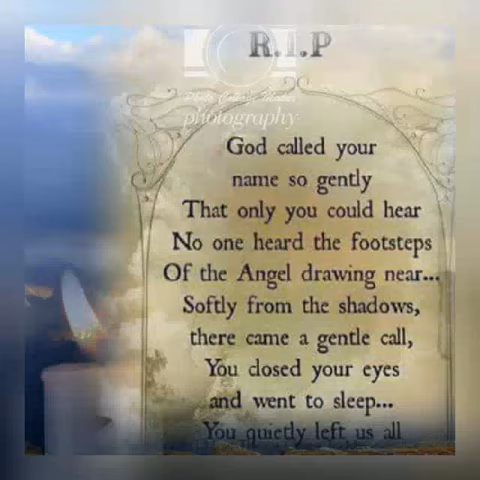 R.I.P
photography
God called your
name so gently
That only you could hear
No one heard the footsteps
Of the Angel drawing near...
Softly from the shadows,
there came a gentle call,
You closed your eyes
and went to sleep...
You quietly left us all